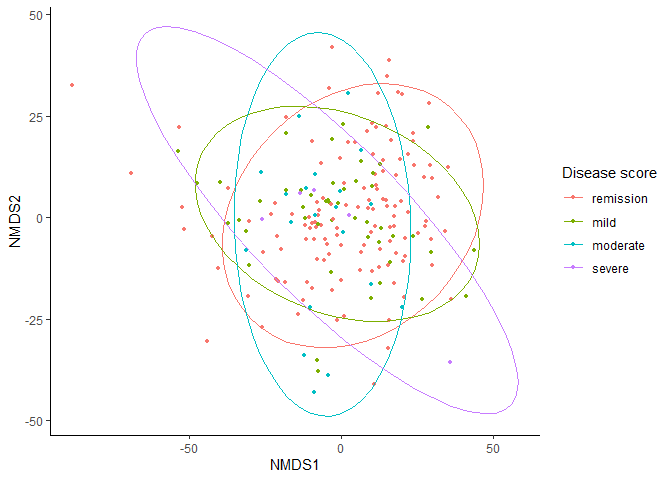 50
25
0
-25
-50
NMDS2
-50
0
50
NMDS1
Disease score
remission
mild
moderate
severe